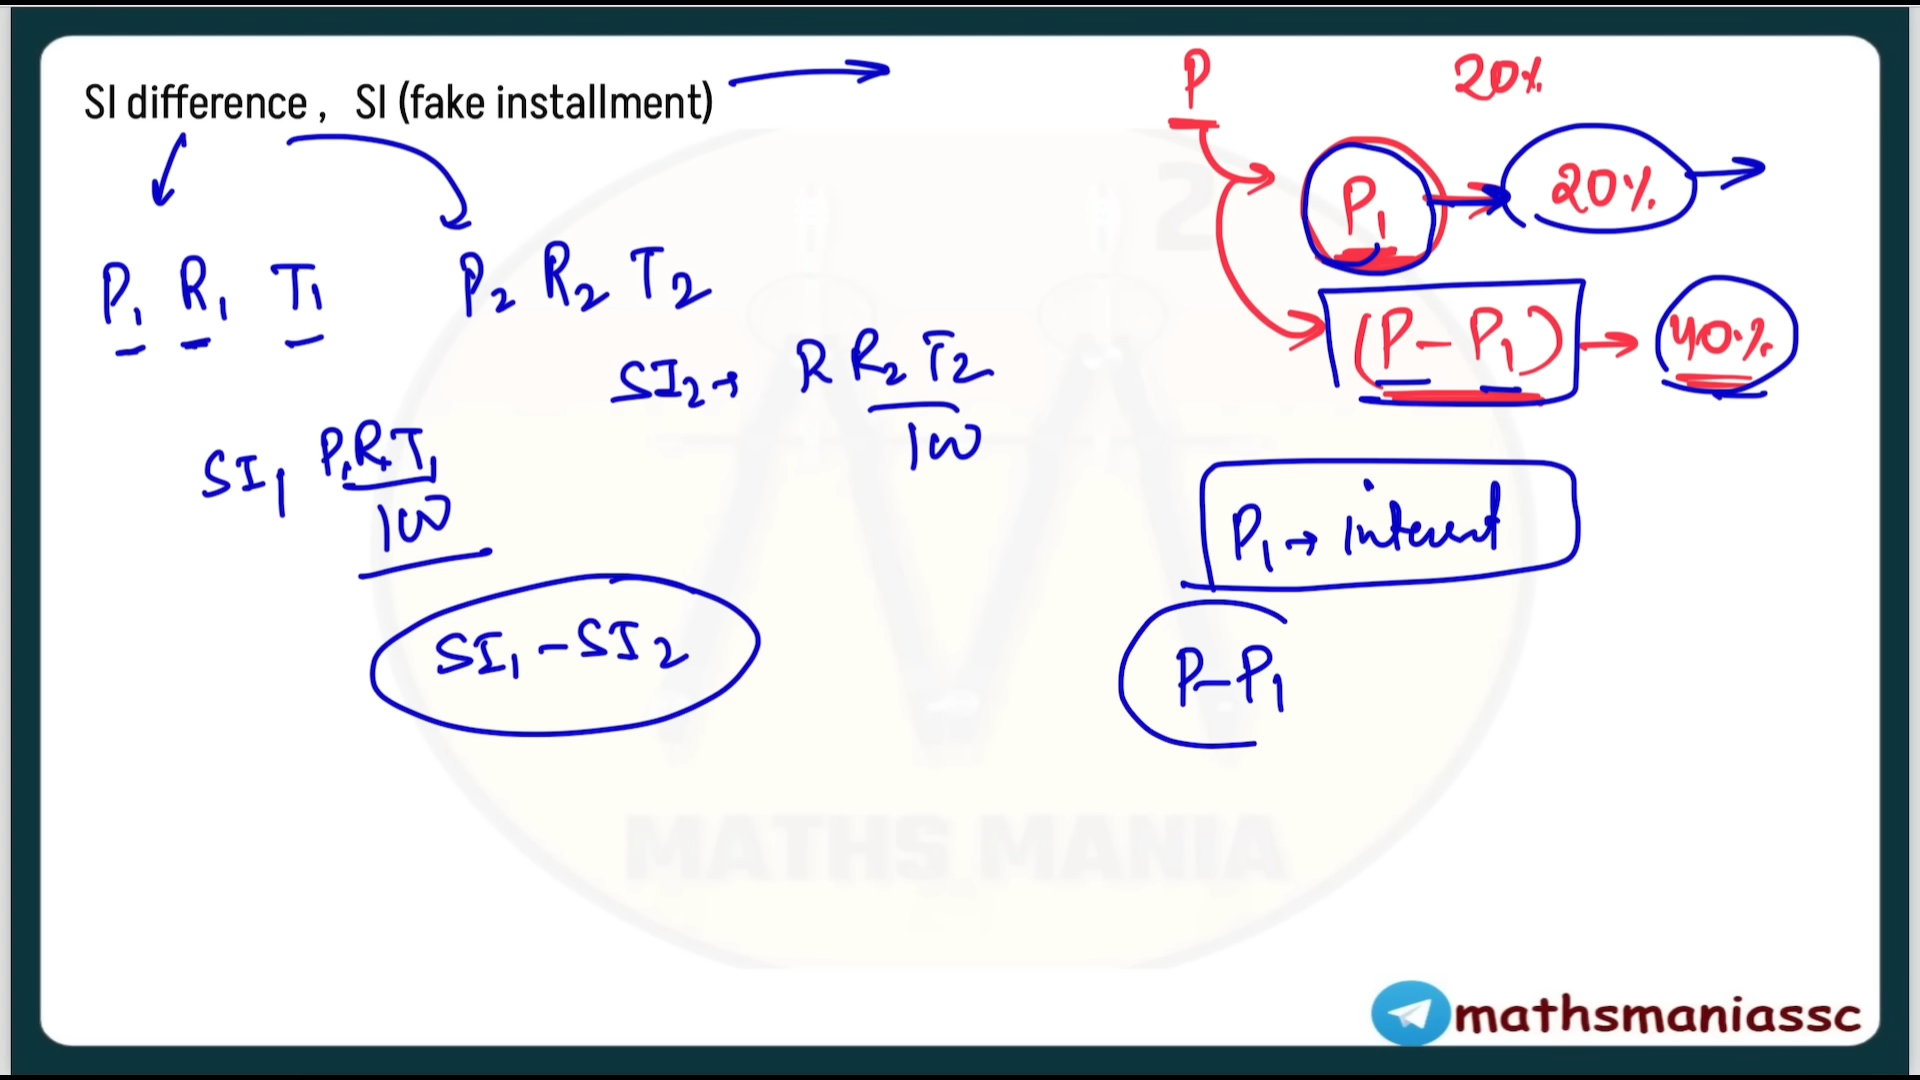 SI difference , SI (fake installment)
P 20%
P₁ 20%
P₁ R₁ T₁ P₂ R₂ T₂
(P-P₁) 40%
SI₂→ R R₂ T₂
100
SI₁ P₁R₁T₁
100
P₁→ interest
SI₁-SI₂
P-P₁
2
MATHS MANIA
mathsmaniassc